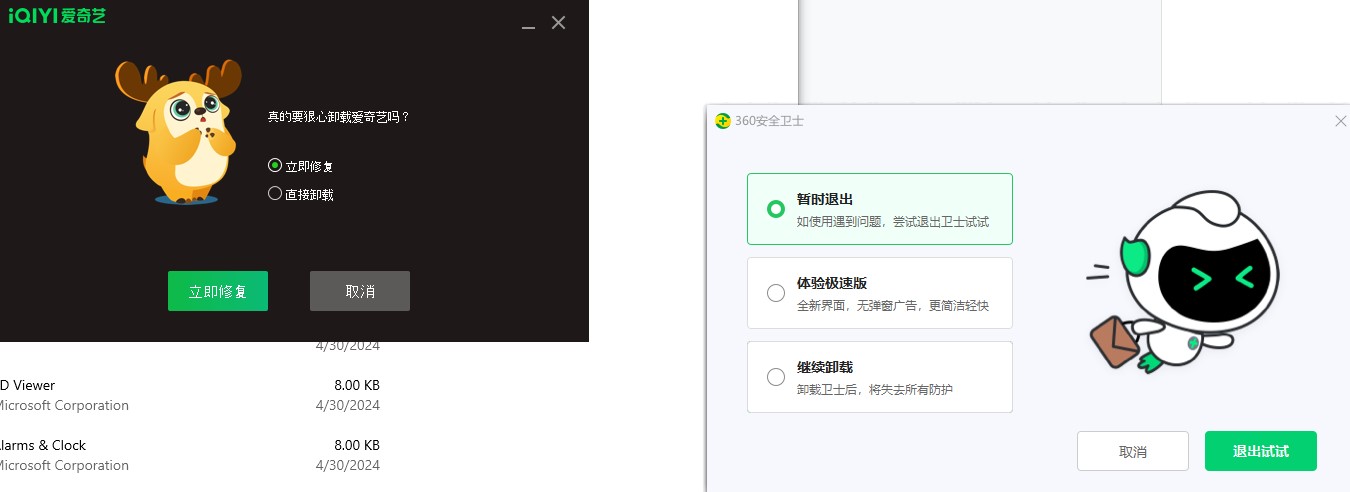 iQIYI 爱奇艺
真的要狠心卸载爱奇艺吗？
立即修复
直接卸载
立即修复
取消
4/30/2024
D Viewer
8.00 KB
Microsoft Corporation
4/30/2024
larms & Clock
8.00 KB
Microsoft Corporation
4/30/2024
360安全卫士
暂时退出
如使用遇到问题，尝试退出卫士试试
体验极速版
全新界面，无弹窗广告，更简洁轻快
继续卸载
卸载卫士后，将失去所有防护
取消
退出试试